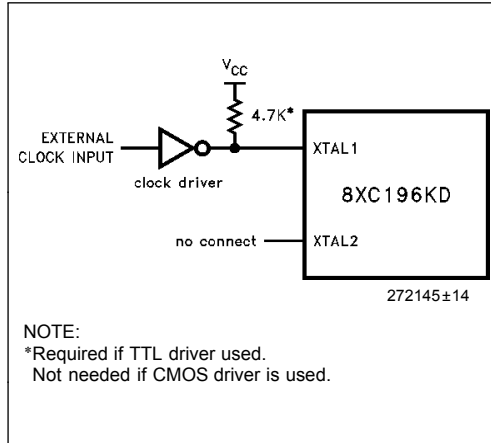 VCC
4.7K*
EXTERNAL
CLOCK INPUT
clock driver
XTAL1
8XC196KD
no connect
XTAL2
272145±14
NOTE:
*Required if TTL driver used.
Not needed if CMOS driver is used.